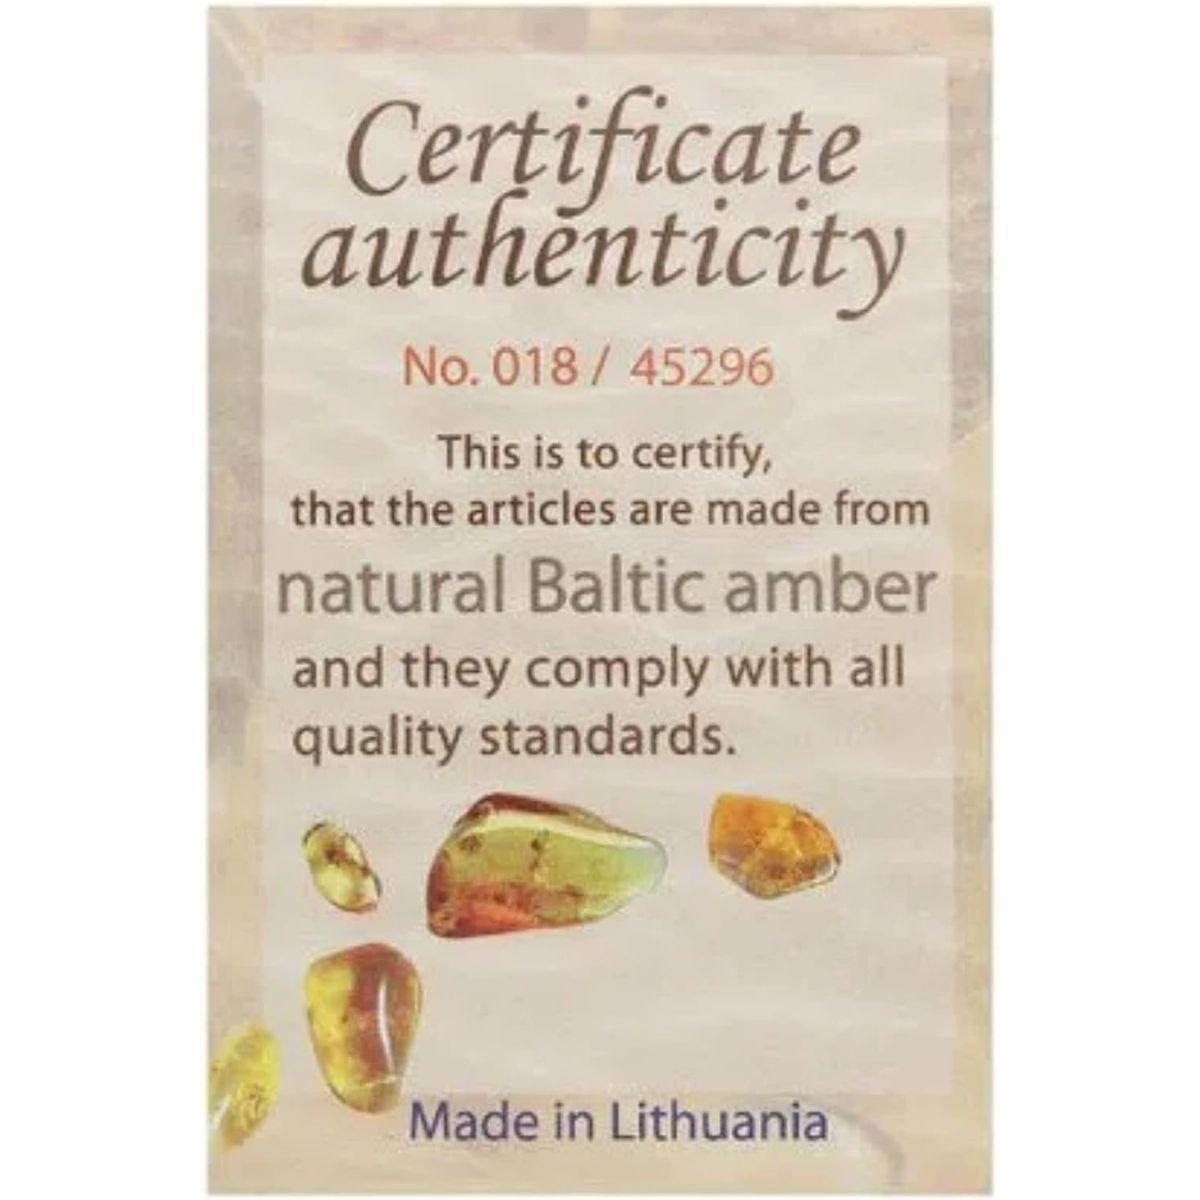 Certificate
authenticity
No. 018 / 45296
This is to certify,
that the articles are made from
natural Baltic amber
and they comply with all
quality standards.
Made in Lithuania